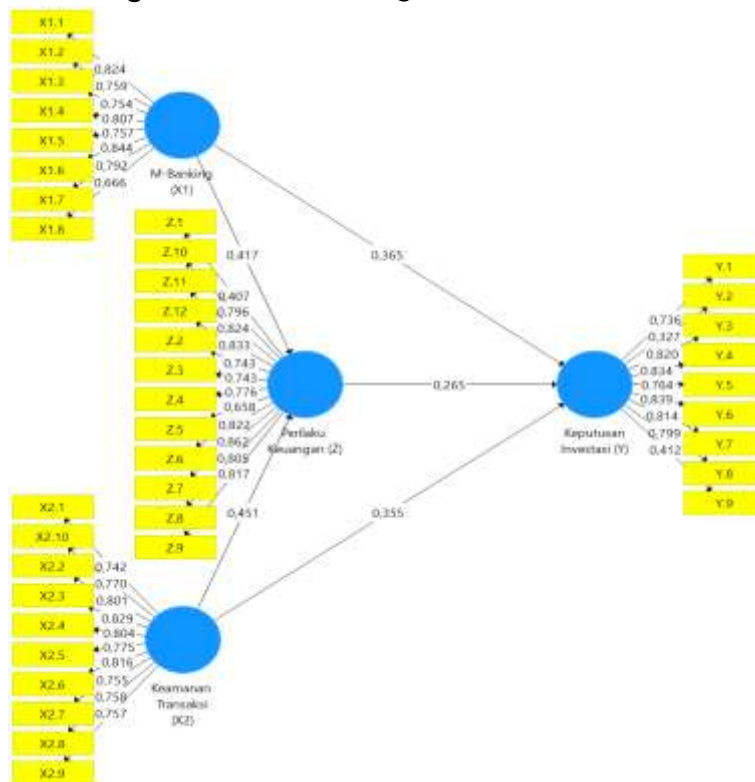 X1.1
X1.2
X1.3
X1.4
X1.5
X1.6
X1.7
X1.8
0,824
0,759
0,754
0,807
0,757
0,844
0,792
0,666
M-Banking
(X1)
0,417
0,365
Z.1
Z.10
Z.11
Z.12
Z.2
Z.3
Z.4
Z.5
Z.6
Z.7
Z.8
Z.9
0,407
0,796
0,824
0,833
0,743
0,743
0,776
0,658
0,822
0,862
0,805
0,817
Perilaku
Keuangan (Z)
0,265
0,451
0,355
Y.1
Y.2
Y.3
Y.4
Y.5
Y.6
Y.7
Y.8
Y.9
0,736
0,327
0,820
0,834
0,764
0,839
0,814
0,799
0,412
Keputusan
Investasi (Y)
X2.1
X2.10
X2.2
X2.3
X2.4
X2.5
X2.6
X2.7
X2.8
X2.9
0,742
0,770
0,801
0,829
0,804
0,775
0,816
0,755
0,758
0,757
Keamanan
Transaksi
(X2)